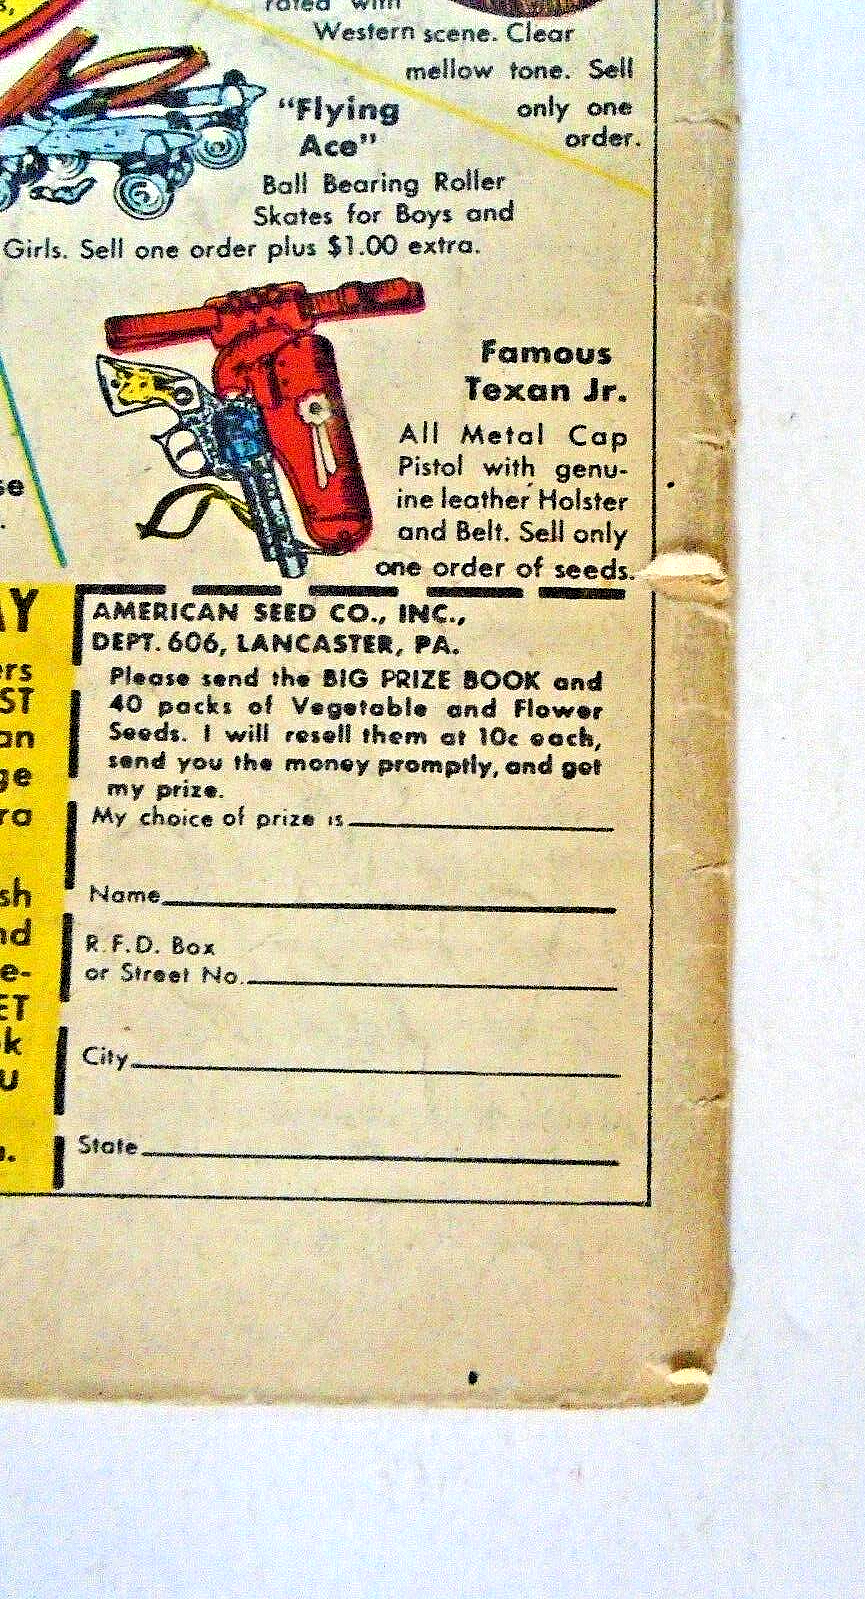 rated with
Western scene. Clear
mellow tone. Sell
only one
order.
"Flying
Ace"
Ball Bearing Roller
Skates for Boys and
Girls. Sell one order plus $1.00 extra.
Famous
Texan Jr.
All Metal Cap
Pistol with genu-
ine leather Holster
and Belt. Sell only
one order of seeds.
AMERICAN SEED CO., INC.,
DEPT. 606, LANCASTER, PA.
Please send the BIG PRIZE BOOK and
40 packs of Vegetable and Flower
Seeds. I will resell them at 10c each,
send you the money promptly, and get
my prize.
My choice of prize is
Name
R.F.D. Box
or Street No.
City
State